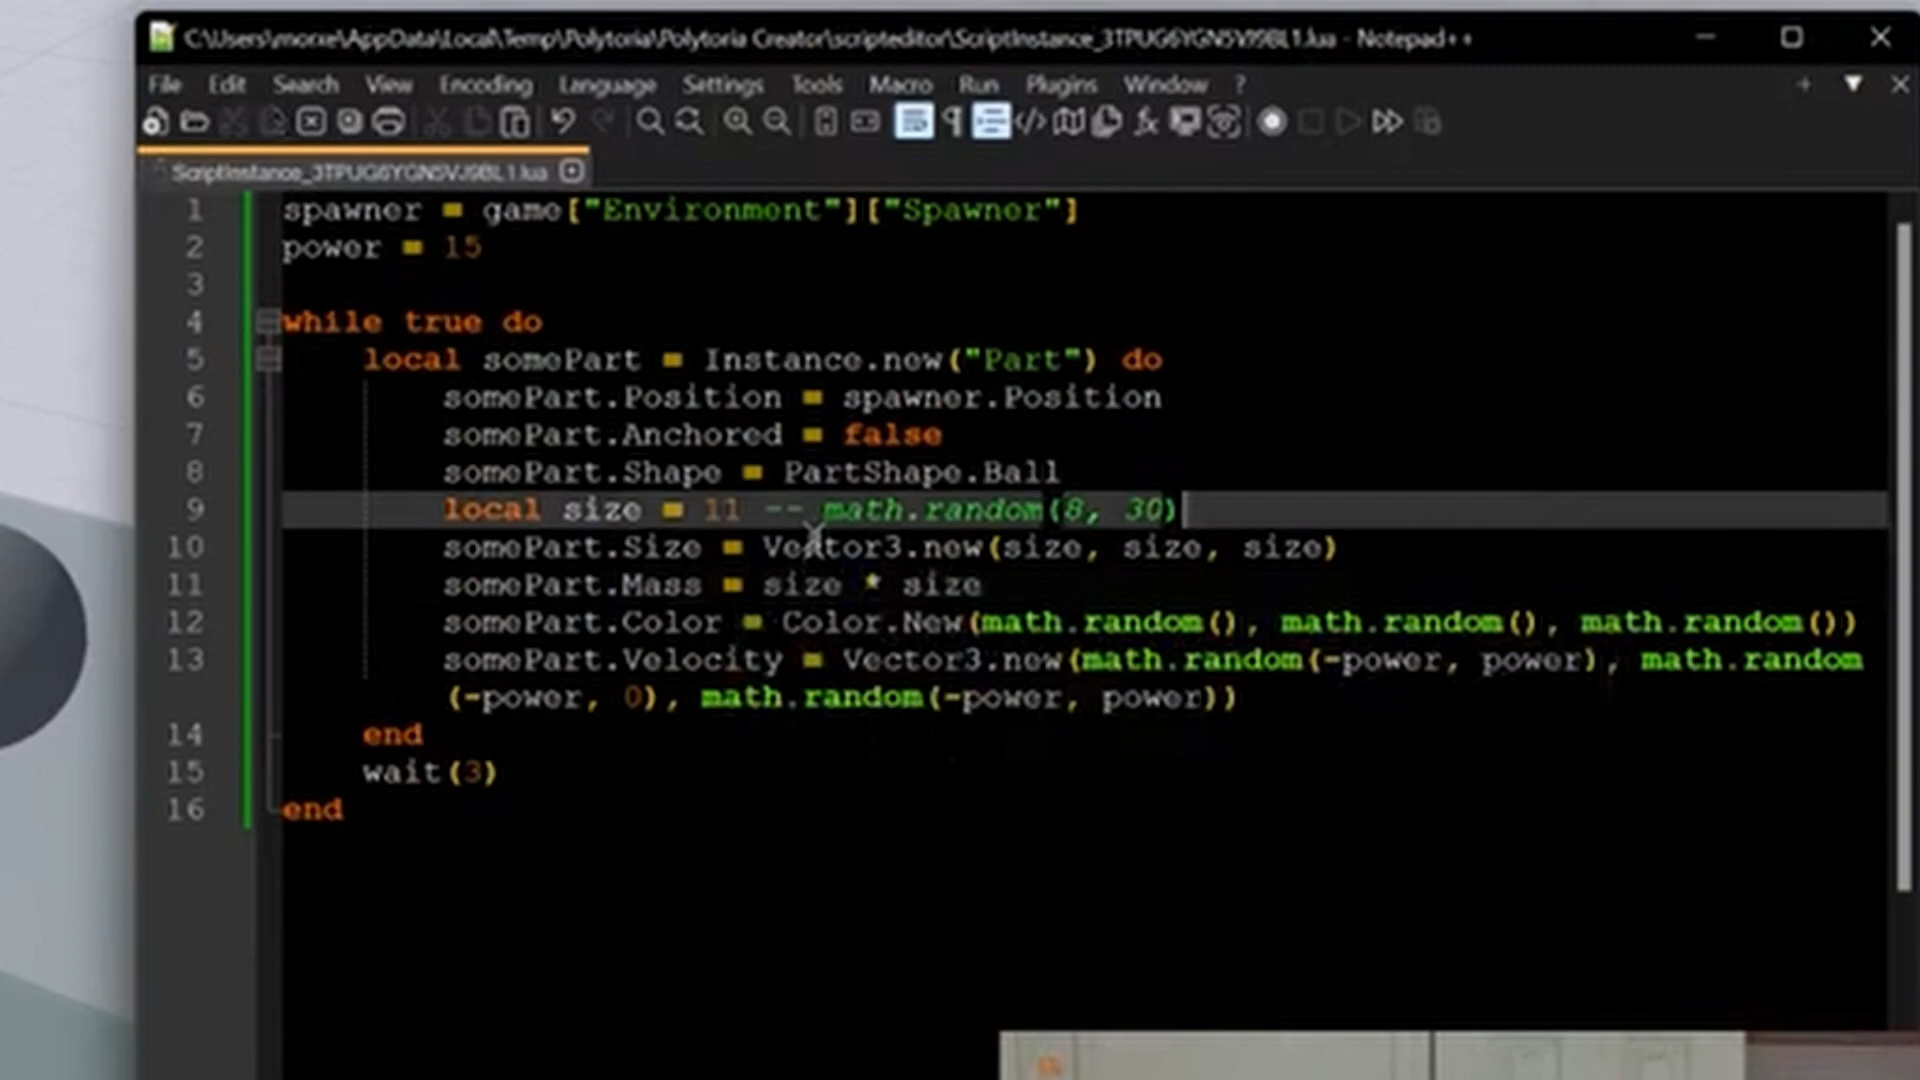 C:\Users\morxe\AppData\Local\Temp\Polytoria\Polytoria Creator\scripteditor\ScriptInstance_3TPUG6YGN5VJ9BL1.lua - Notepad++
File Edit Search View Encoding Language Settings Tools Macro Run Plugins Window ?
ScriptInstance_3TPUG6YGN5VJ9BL1.lua
1 spawner = game["Environment"]["Spawner"]
2 power = 15
3
4 while true do
5 local somePart = Instance.new("Part") do
6 somePart.Position = spawner.Position
7 somePart.Anchored = false
8 somePart.Shape = PartShape.Ball
9 local size = 11 -- math.random(8, 30)
10 somePart.Size = Vector3.new(size, size, size)
11 somePart.Mass = size * size
12 somePart.Color = Color.New(math.random(), math.random(), math.random())
13 somePart.Velocity = Vector3.new(math.random(-power, power), math.random
(-power, 0), math.random(-power, power))
14 end
15 wait(3)
16 end